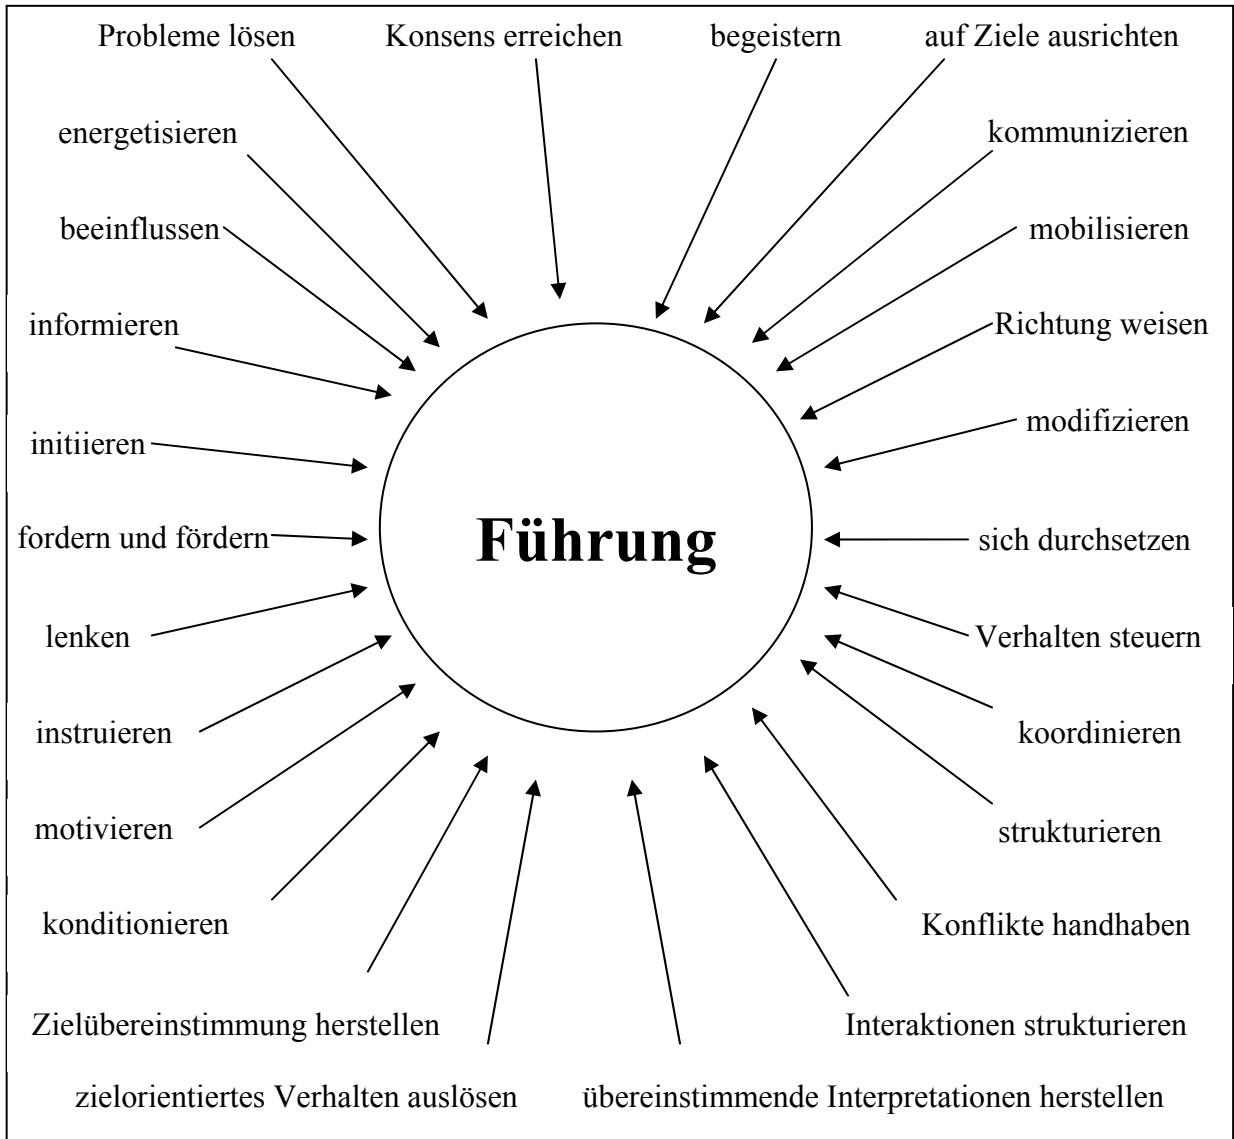 Probleme lösen
Konsens erreichen
begeistern
auf Ziele ausrichten
energetisieren
kommunizieren
beeinflussen
mobilisieren
informieren
Richtung weisen
initiieren
modifizieren
fordern und fördern
Führung
sich durchsetzen
lenken
Verhalten steuern
instruieren
koordinieren
motivieren
strukturieren
konditionieren
Konflikte handhaben
Zielübereinstimmung herstellen
Interaktionen strukturieren
zielorientiertes Verhalten auslösen
übereinstimmende Interpretationen herstellen